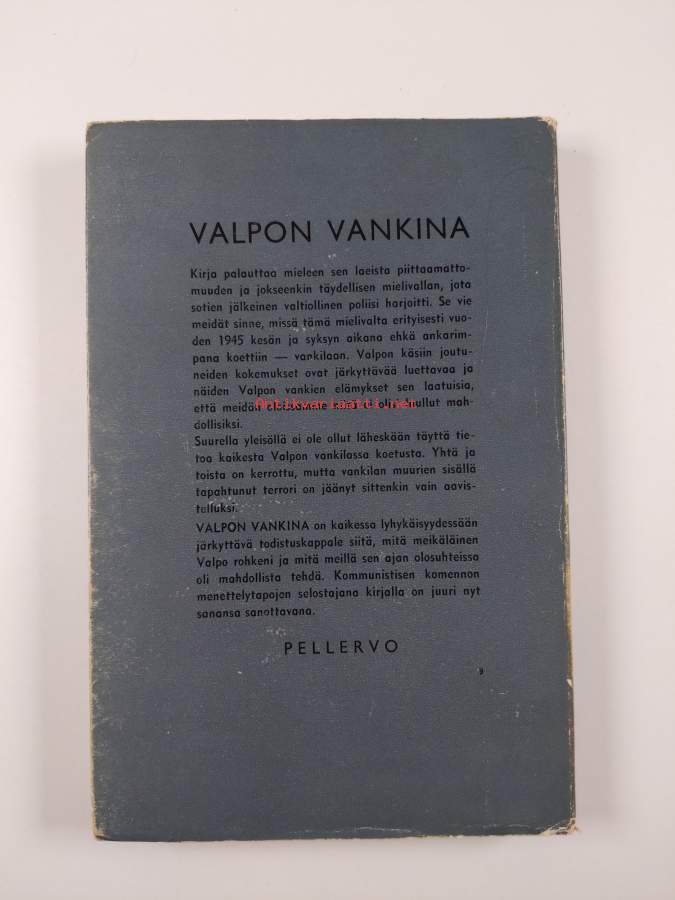 VALPON VANKINA
Kirja palauttaa mieleen sen laeista piittaamatto-
muuden ja jokseenkin täydellisen mielivallan, jota
sotien jälkeinen valtiollinen poliisi harjoitti. Se vie
meidät sinne, missä tämä mielivalta erityisesti vuo-
den 1945 kesän ja syksyn aikana ehkä ankarim-
pana koettiin — vankilaan. Valpon käsiin joutu-
neiden kokemukset ovat järkyttävää luettavaa ja
näiden Valpon vankien elämykset sen laatuisia,
Antikvariaatti.net
että meidän luullut mah-
dollisiksi.
Suurella yleisöllä ei ole ollut läheskään täyttä tie-
toa kaikesta Valpon vankilassa koetusta. Yhtä ja
toista on kerrottu, mutta vankilan muurien sisällä
tapahtunut terrori on jäänyt sittenkin vain aavis-
telluksi.
VALPON VANKINA on kaikessa lyhykäisyydessään
järkyttävä todistuskappale siitä, mitä meikäläinen
Valpo rohkeni ja mitä meillä sen ajan olosuhteissa
oli mahdollista tehdä. Kommunistisen komennon
menettelytapojen selostajana kirjalla on juuri nyt
sanansa sanottavana.
PELLERVO